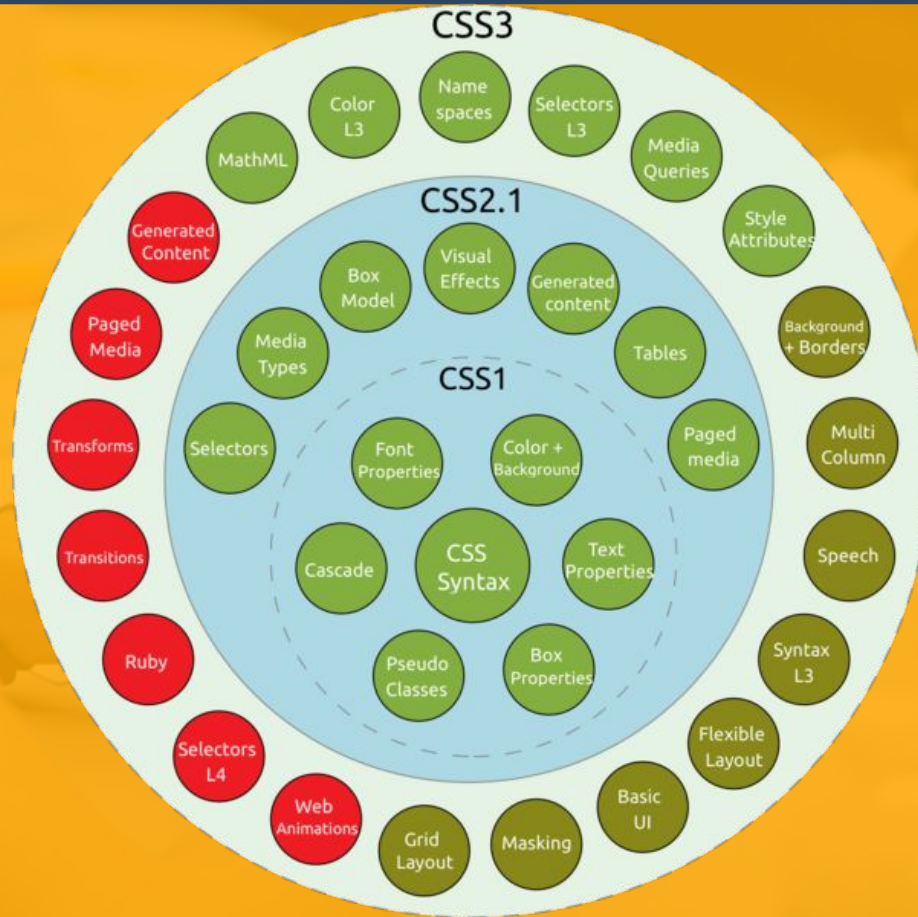 CSS3
Name
spaces
Selectors
L3
Media
Queries
Style
Attributes
Background
+ Borders
Multi
Column
Speech
Syntax
L3
Flexible
Layout
Basic
UI
Masking
Grid
Layout
Web
Animations
Selectors
L4
Ruby
Transitions
Transforms
Paged
Media
Generated
Content
MathML
Color
L3
CSS2.1
Selectors
Media
Types
Box
Model
Visual
Effects
Generated
content
Tables
Paged
media
CSS1
Font
Properties
Color +
Background
Cascade
CSS
Syntax
Text
Properties
Pseudo
Classes
Box
Properties